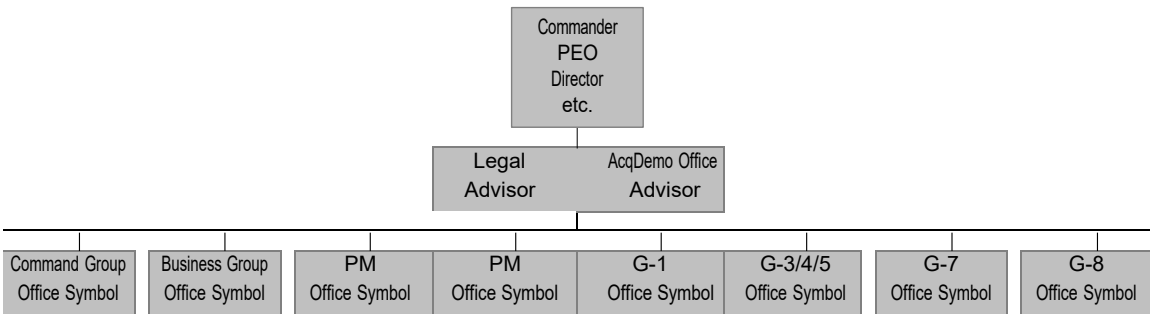 Commander
PEO
Director
etc.
Legal
Advisor
AcqDemo Office
Advisor
Command Group
Office Symbol
Business Group
Office Symbol
PM
Office Symbol
PM
Office Symbol
G-1
Office Symbol
G-3/4/5
Office Symbol
G-7
Office Symbol
G-8
Office Symbol